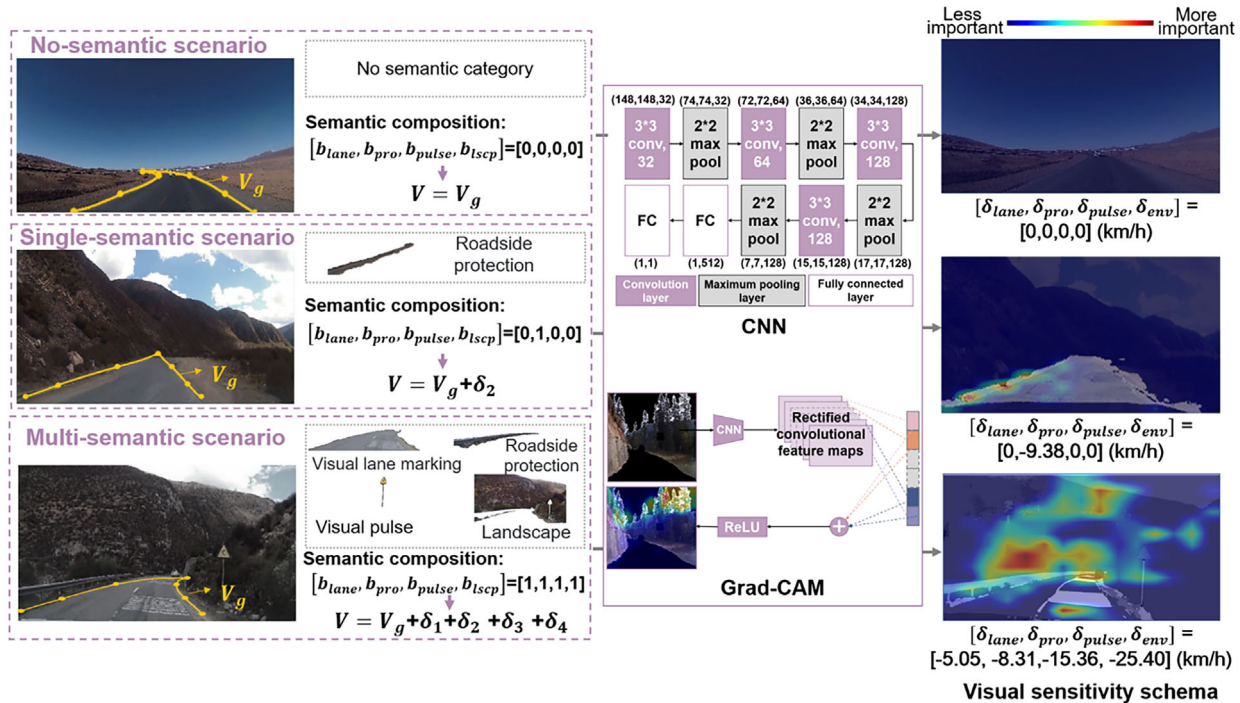 No-semantic scenario
No semantic category
Semantic composition:
[b_lane, b_pro, b_pulse, b_lscp]=[0,0,0,0]
V = V_g
V_g
Single-semantic scenario
Roadside
protection
Semantic composition:
[b_lane, b_pro, b_pulse, b_lscp]=[0,1,0,0]
V = V_g+δ_2
V_g
Multi-semantic scenario
Visual lane marking
Roadside
protection
Visual pulse
Landscape
Semantic composition:
[b_lane, b_pro, b_pulse, b_lscp]=[1,1,1,1]
V = V_g+δ_1+δ_2 +δ_3 +δ_4
V_g
(148,148,32) (74,74,32) (72,72,64) (36,36,64) (34,34,128)
3*3 conv, 32
2*2 max pool
3*3 conv, 64
2*2 max pool
3*3 conv, 128
FC
FC
2*2 max pool
3*3 conv, 128
2*2 max pool
(1,1) (1,512) (7,7,128) (15,15,128) (17,17,128)
Convolution
layer
Maximum pooling
layer
Fully connected
layer
CNN
CNN
Rectified
convolutional
feature maps
ReLU
+
Grad-CAM
Less
important
More
important
[δ_lane, δ_pro, δ_pulse, δ_env] =
[0,0,0,0] (km/h)
[δ_lane, δ_pro, δ_pulse, δ_env] =
[0,-9.38,0,0] (km/h)
[δ_lane, δ_pro, δ_pulse, δ_env] =
[-5.05, -8.31,-15.36, -25.40] (km/h)
Visual sensitivity schema